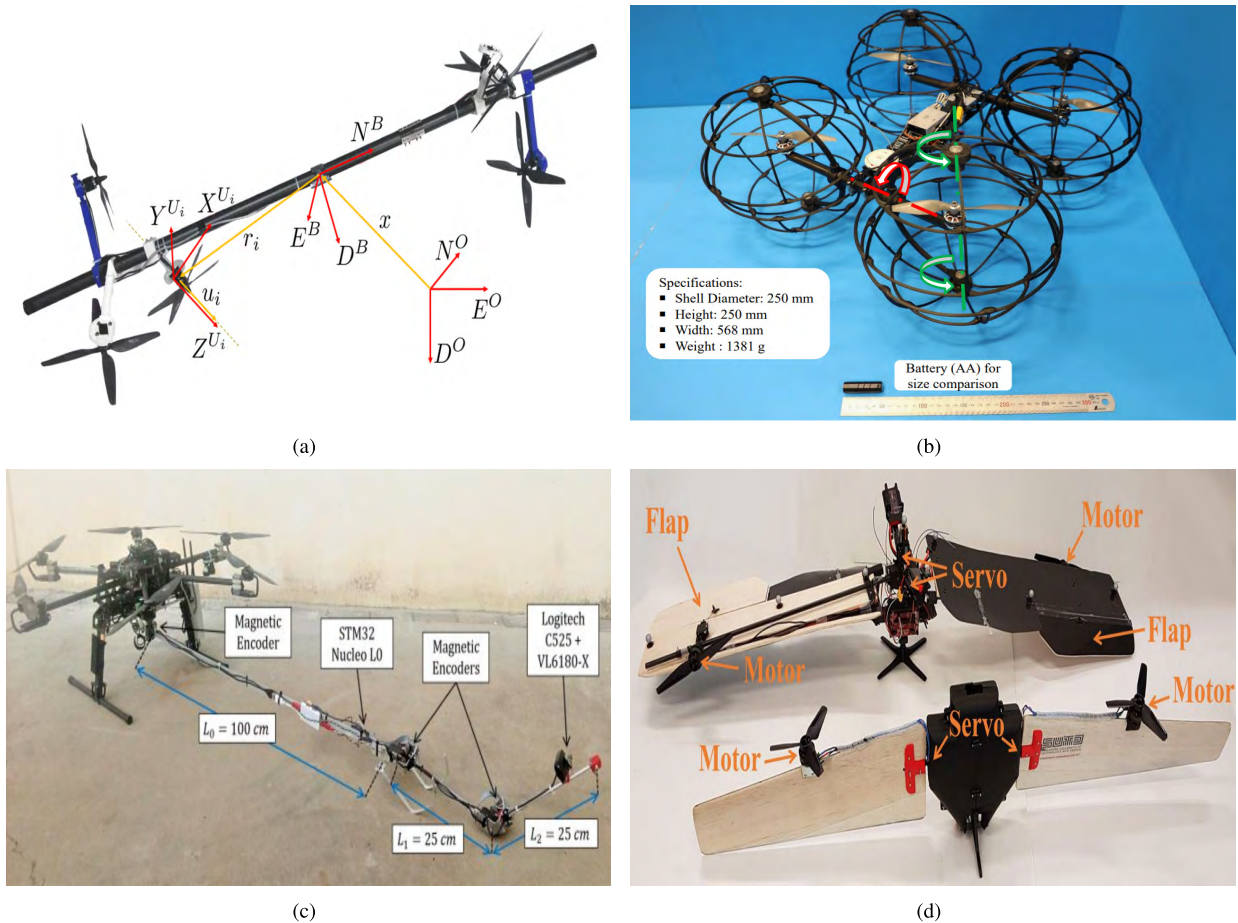 N^B
Y^{U_i}
X^{U_i}
E^B
D^B
r_i
x
N^O
u_i
E^O
Z^{U_i}
D^O
(a)
Specifications:
▪ Shell Diameter: 250 mm
▪ Height: 250 mm
▪ Width: 568 mm
▪ Weight : 1381 g
Battery (AA) for
size comparison
(b)
Magnetic
Encoder
STM32
Nucleo L0
Magnetic
Encoders
Logitech
C525 +
VL6180-X
L_0 = 100 cm
L_1 = 25 cm
L_2 = 25 cm
(c)
Flap
Motor
Servo
Motor
Flap
Motor
Servo
Motor
(d)